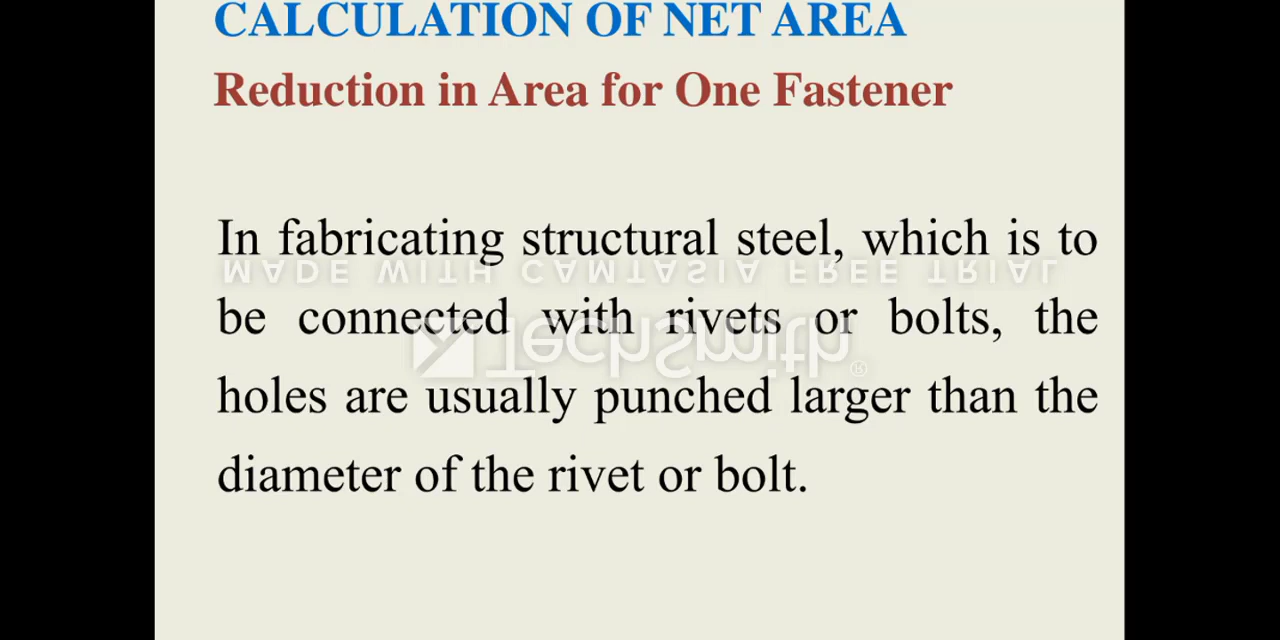 CALCULATION OF NET AREA
Reduction in Area for One Fastener
In fabricating structural steel, which is to
MADE WITH CAMTASIA FREE TRIAL
be connected with rivets or bolts, the
TechSmith®
holes are usually punched larger than the
diameter of the rivet or bolt.